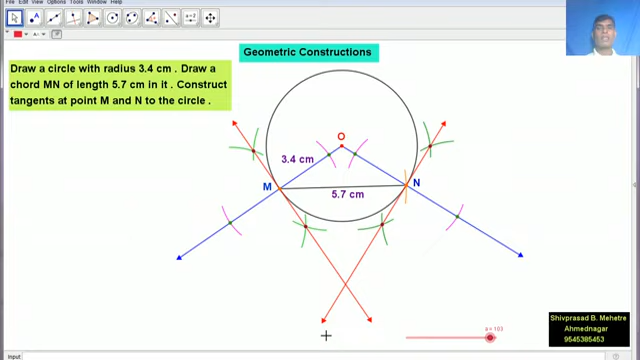 File Edit View Options Tools Window Help
a=2
Geometric Constructions
Draw a circle with radius 3.4 cm . Draw a
chord MN of length 5.7 cm in it . Construct
tangents at point M and N to the circle .
O
3.4 cm
M
N
5.7 cm
a = 103
Shivprasad B. Mehetre
Ahmednagar
9545385453
Input: